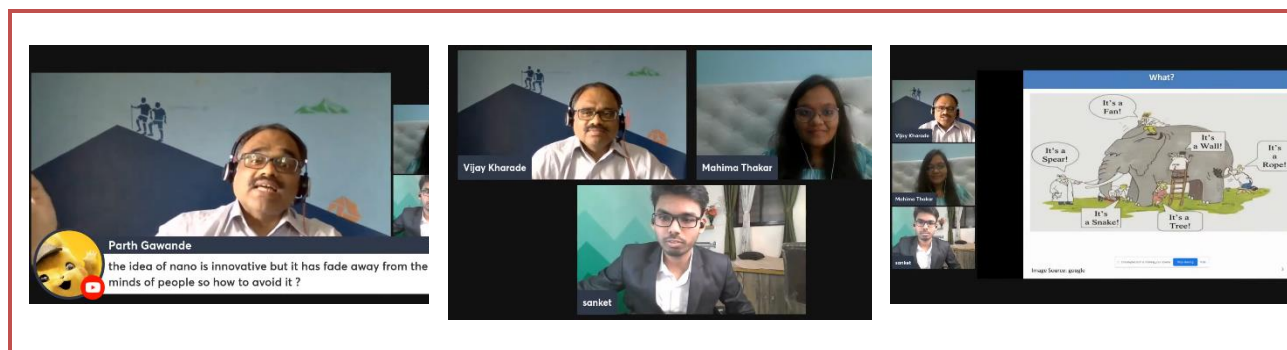 Parth Gawande
the idea of nano is innovative but it has fade away from the
minds of people so how to avoid it ?
Vijay Kharade
Mahima Thakar
sanket
What?
Vijay Kharade
Mahima Thakar
sanket
It's a
Fan!
It's
a Wall!
It's a
Spear!
It's
a
Rope!
It's
a Snake!
It's a
Tree!
Image Source: google